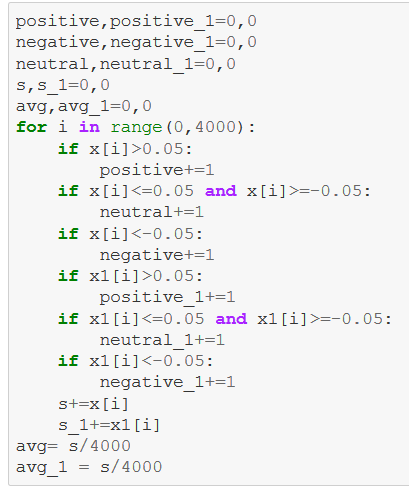 positive,positive_1=0,0
negative,negative_1=0,0
neutral,neutral_1=0,0
s,s_1=0,0
avg,avg_1=0,0
for i in range(0,4000):
    if x[i]>0.05:
        positive+=1
    if x[i]<=0.05 and x[i]>=-0.05:
        neutral+=1
    if x[i]<-0.05:
        negative+=1
    if x1[i]>0.05:
        positive_1+=1
    if x1[i]<=0.05 and x1[i]>=-0.05:
        neutral_1+=1
    if x1[i]<-0.05:
        negative_1+=1
    s+=x[i]
    s_1+=x1[i]
avg= s/4000
avg_1 = s/4000